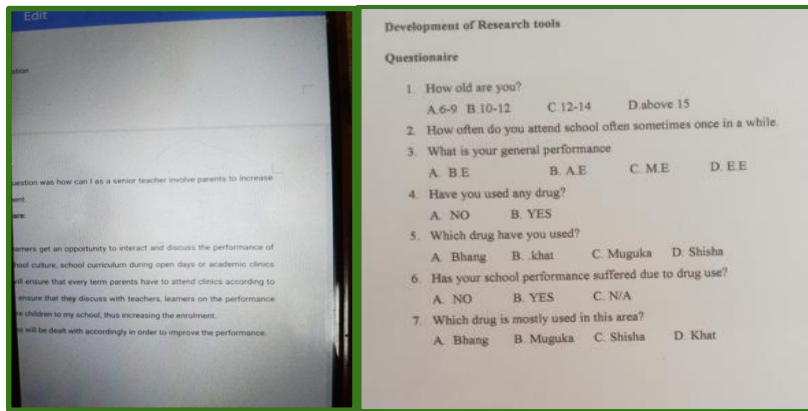 Edit
uestion was how can I as a senior teacher involve parents to increase
ent.
are:
arners get an opportunity to interact and discuss the performance of
hool culture, school curriculum during open days or academic clinics
will ensure that every term parents have to attend clinics according to
ensure that they discuss with teachers, learners on the performance
re children to my school, thus increasing the enrolment.
will be dealt with accordingly in order to improve the performance.
Development of Research tools
Questionaire
1. How old are you?
A.6-9 B.10-12 C.12-14 D.above 15
2. How often do you attend school often sometimes once in a while.
3. What is your general performance
A. B.E B. A.E C. M.E D. E.E
4. Have you used any drug?
A. NO B. YES
5. Which drug have you used?
A. Bhang B. .khat C. Muguka D. Shisha
6. Has your school performance suffered due to drug use?
A. NO B. YES C. N/A
7. Which drug is mostly used in this area?
A. Bhang B. Muguka C. Shisha D. Khat